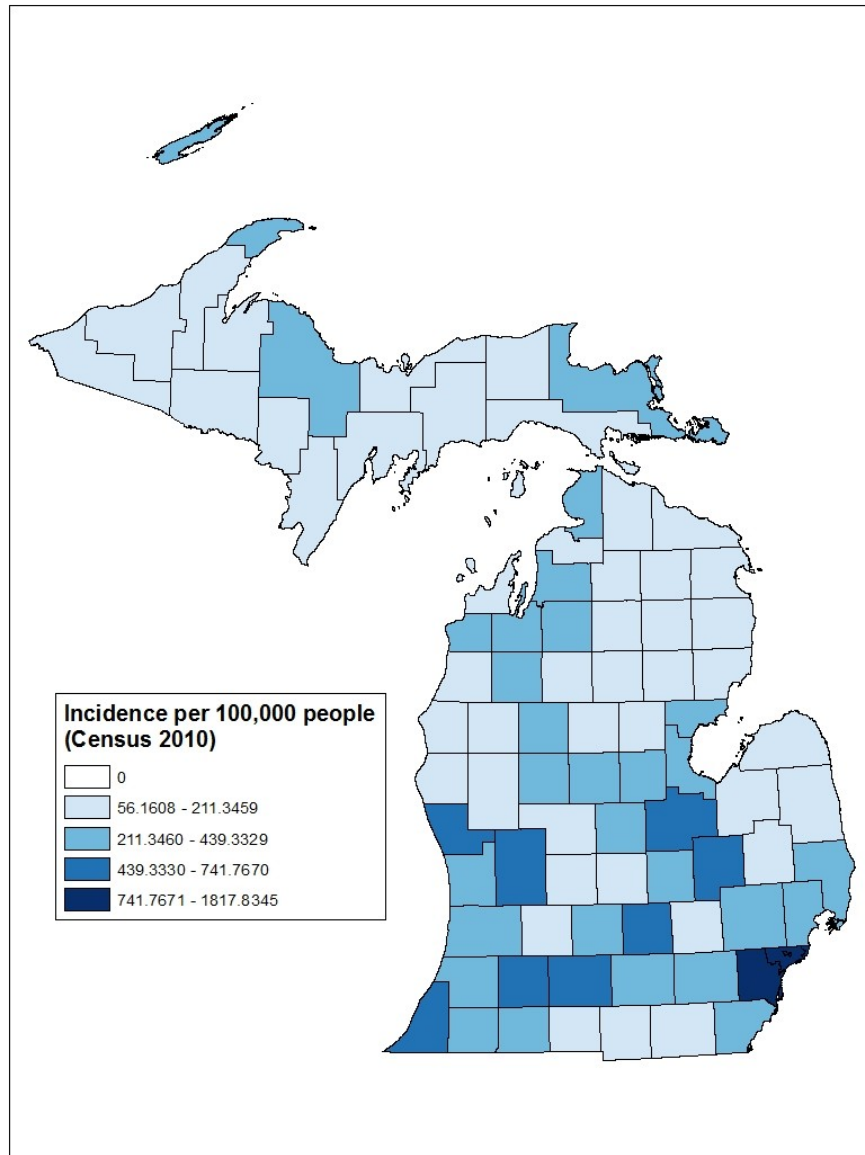 Incidence per 100,000 people
(Census 2010)
0
56.1608 - 211.3459
211.3460 - 439.3329
439.3330 - 741.7670
741.7671 - 1817.8345